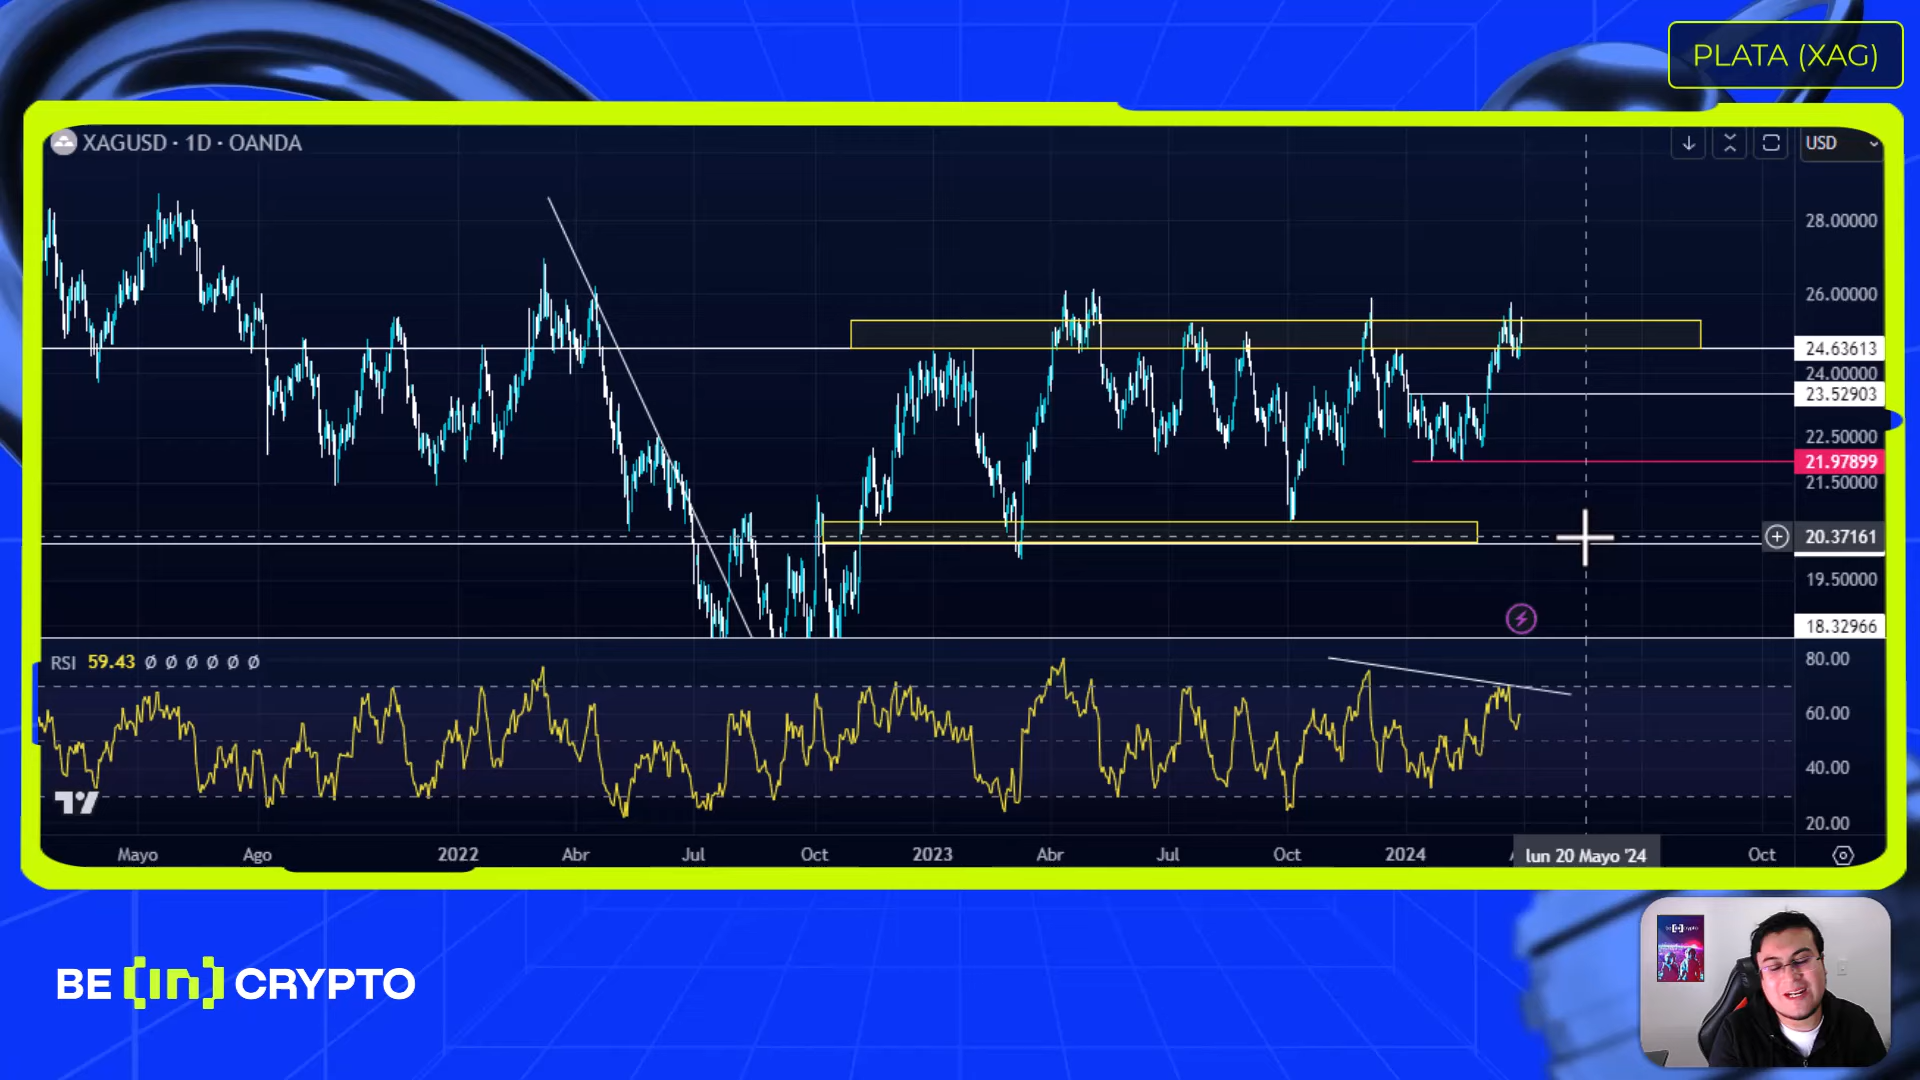 PLATA (XAG)
XAGUSD · 1D · OANDA
USD
28.00000
26.00000
24.63613
24.00000
23.52903
22.50000
21.97899
21.50000
20.37161
19.50000
18.32966
RSI 59.43 Ø Ø Ø Ø Ø Ø
80.00
60.00
40.00
20.00
Mayo Ago 2022 Abr Jul Oct 2023 Abr Jul Oct 2024 lun 20 Mayo '24 Oct
BE [in] CRYPTO